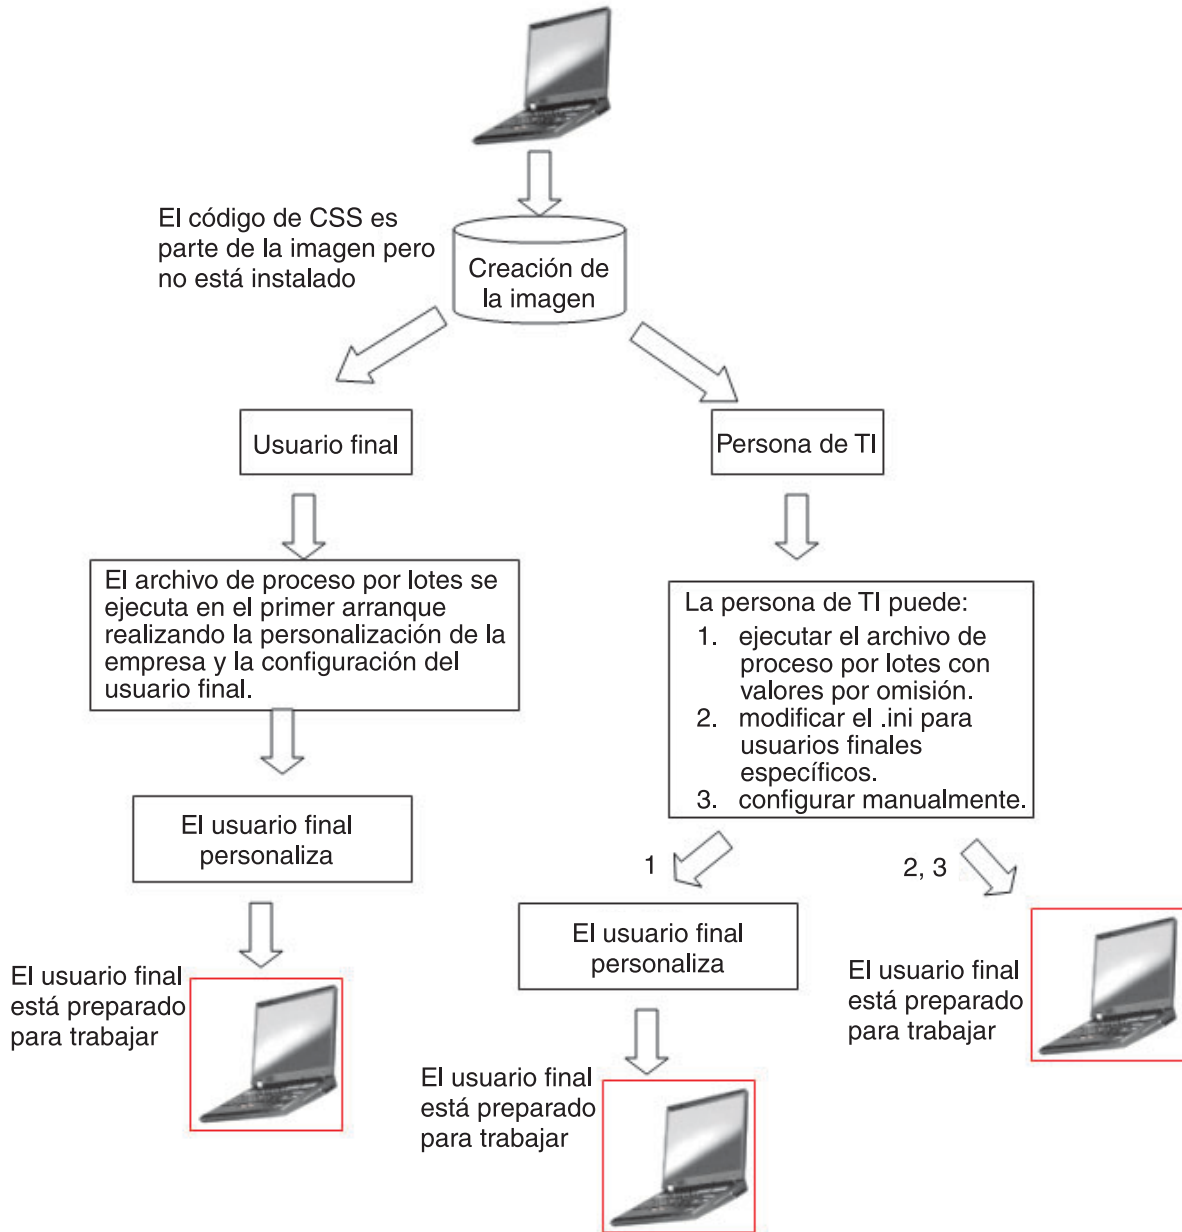 El código de CSS es
parte de la imagen pero
no está instalado
Creación de
la imagen
Usuario final
Persona de TI
El archivo de proceso por lotes se
ejecuta en el primer arranque
realizando la personalización de la
empresa y la configuración del
usuario final.
La persona de TI puede:
1. ejecutar el archivo de
proceso por lotes con
valores por omisión.
2. modificar el .ini para
usuarios finales
específicos.
3. configurar manualmente.
El usuario final
personaliza
1
2, 3
El usuario final
personaliza
El usuario final
está preparado
para trabajar
El usuario final
está preparado
para trabajar
El usuario final
está preparado
para trabajar